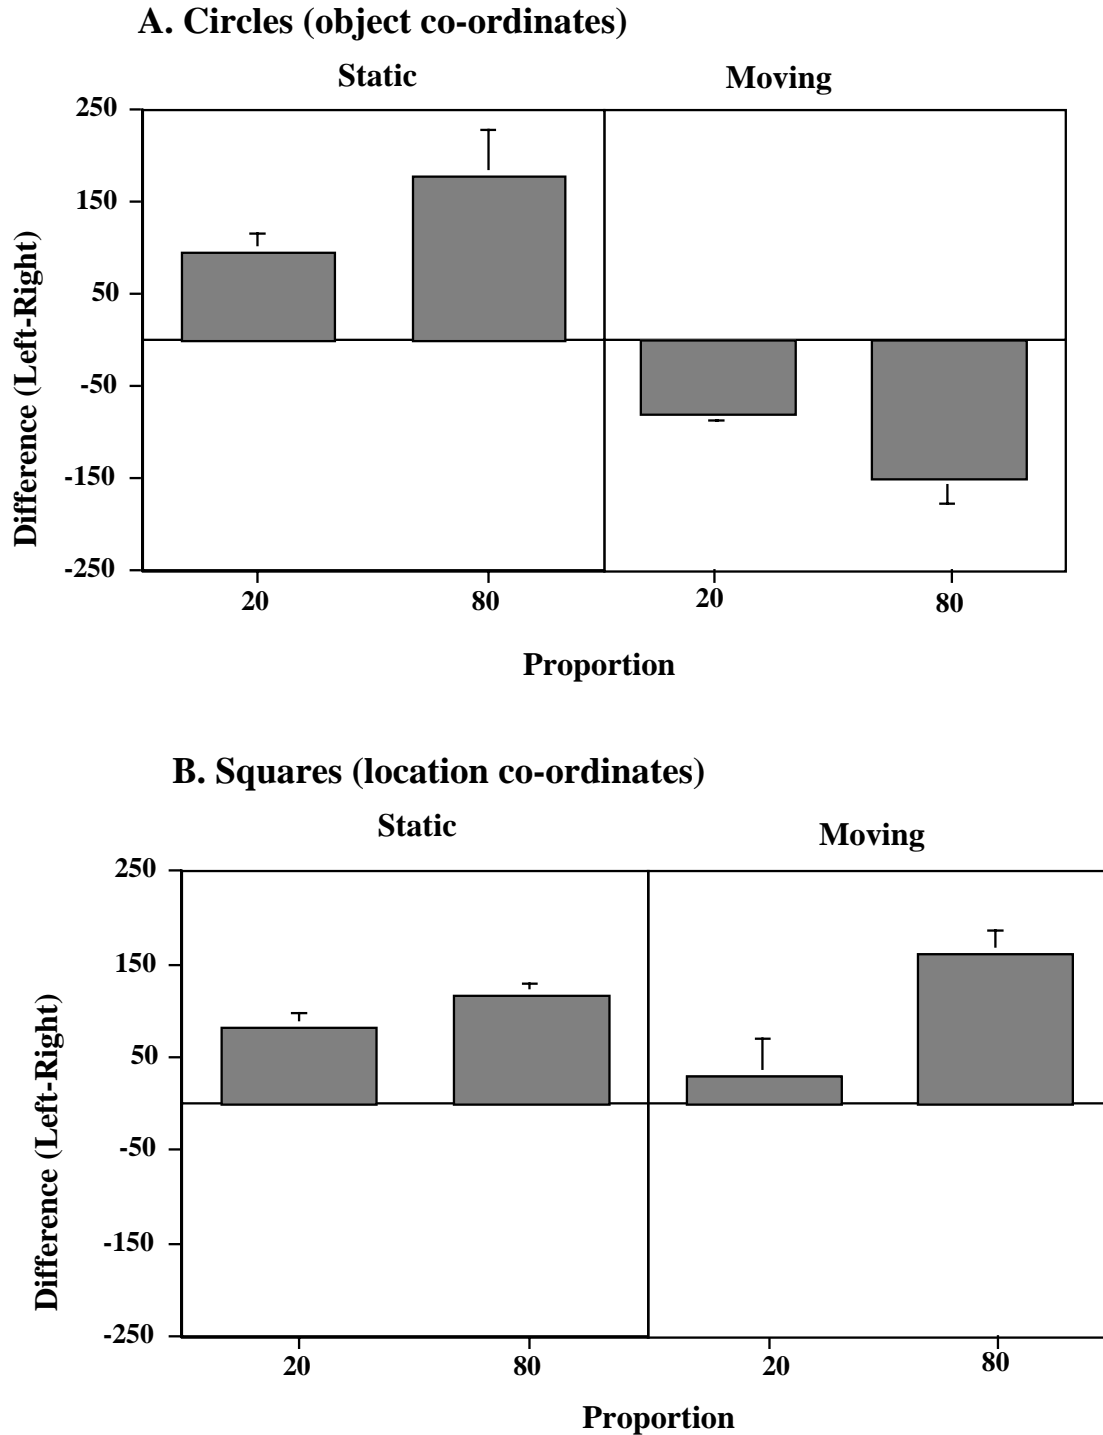 A. Circles (object co-ordinates)
Static
Moving
250
150
50
-50
-150
-250
Difference (Left-Right)
20
80
20
80
Proportion
B. Squares (location co-ordinates)
Static
Moving
250
150
50
-50
-150
-250
Difference (Left-Right)
20
80
20
80
Proportion